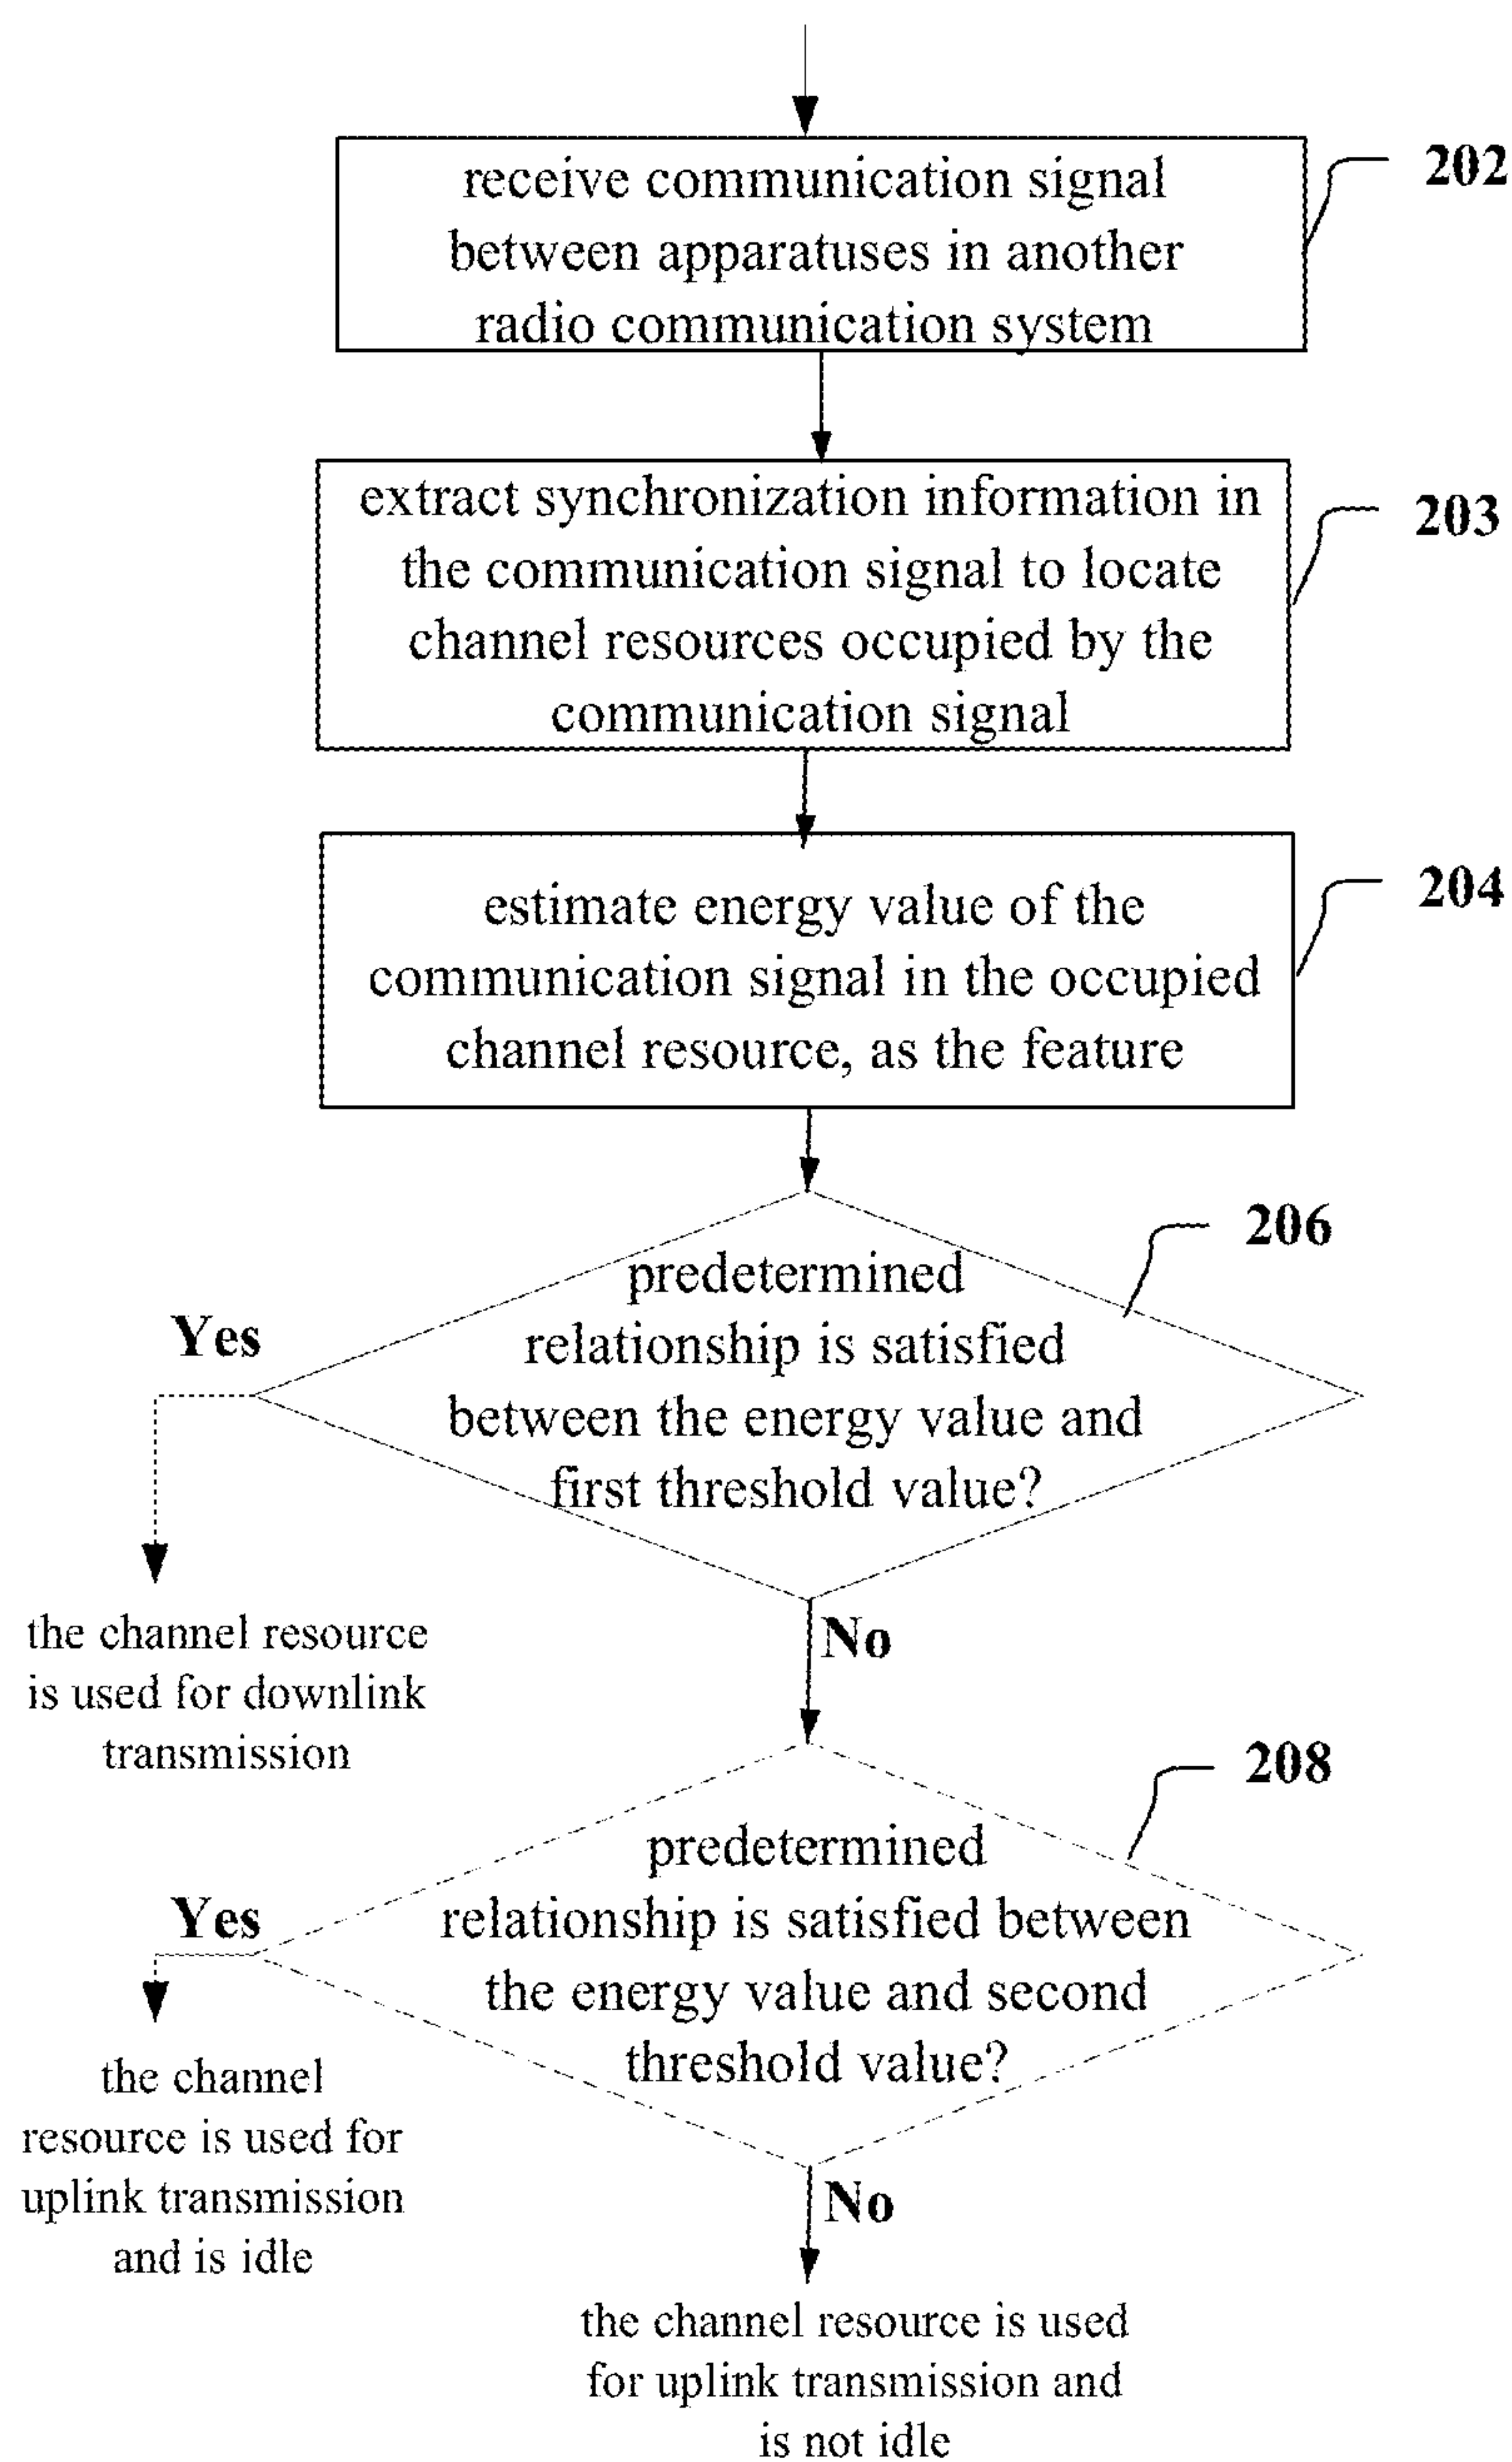 receive communication signal
between apparatuses in another
radio communication system
202
extract synchronization information in
the communication signal to locate
channel resources occupied by the
communication signal
203
estimate energy value of the
communication signal in the occupied
channel resource, as the feature
204
206
predetermined
relationship is satisfied
between the energy value and
first threshold value?
Yes
the channel resource
is used for downlink
transmission
No
208
predetermined
relationship is satisfied between
the energy value and second
threshold value?
Yes
the channel
resource is used for
uplink transmission
and is idle
No
the channel resource is used
for uplink transmission and
is not idle